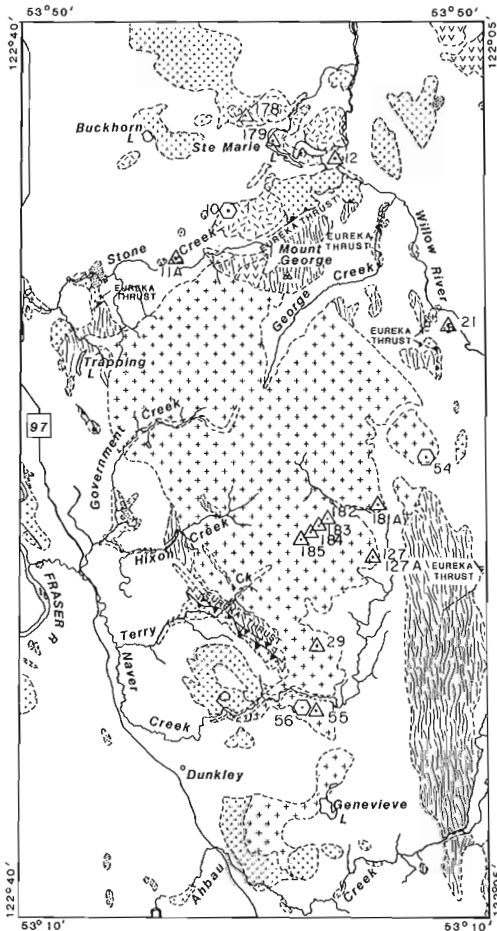 53°50′
53°50′
122°40′
122°05′
178
Buckhorn
L
179
Ste Marie
L
12
10
EUREKA THRUST
EUREKA
THRUST
Willow
River
Stone
Creek
11A
Mount
George
George
Creek
EUREKA
THRUST
21
EUREKA
THRUST
Trapping
L
97
Government
Creek
54
182
181A
183
184
185
Hixon
Creek
127
127A
EUREKA
THRUST
FRASER
R
Ck
EUREKA THRUST
Terry
29
Naver
Creek
56
55
Dunkley
Genevieve
L
Ahbau
Creek
122°40′
122°05′
53°10′
53°10′